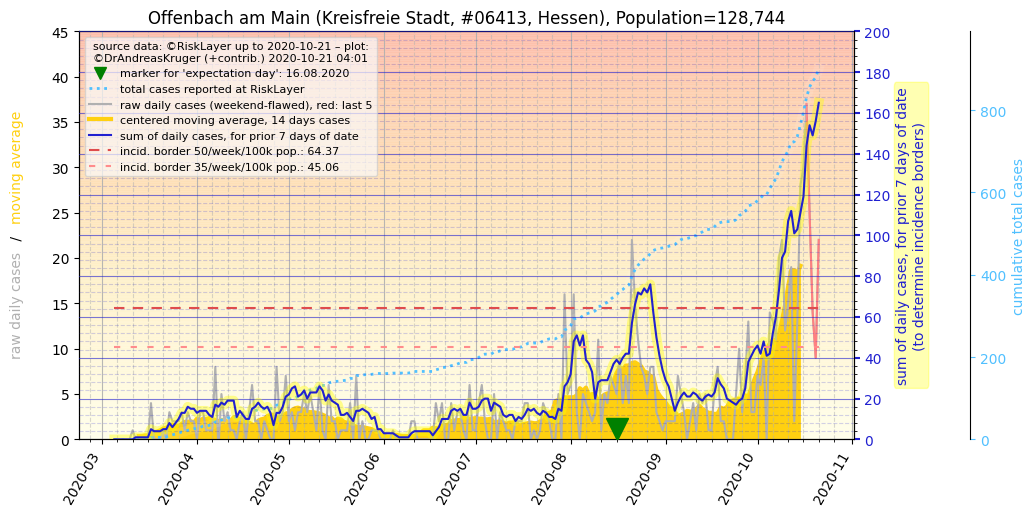 Offenbach am Main (Kreisfreie Stadt, #06413, Hessen), Population=128,744
source data: ©RiskLayer up to 2020-10-21 – plot:
©DrAndreasKruger (+contrib.) 2020-10-21 04:01
marker for 'expectation day': 16.08.2020
total cases reported at RiskLayer
raw daily cases (weekend-flawed), red: last 5
centered moving average, 14 days cases
sum of daily cases, for prior 7 days of date
incid. border 50/week/100k pop.: 64.37
incid. border 35/week/100k pop.: 45.06
raw daily cases / moving average
45
40
35
30
25
20
15
10
5
0
2020-03
2020-04
2020-05
2020-06
2020-07
2020-08
2020-09
2020-10
2020-11
200
180
160
140
120
100
80
60
40
20
0
sum of daily cases, for prior 7 days of date
(to determine incidence borders)
800
600
400
200
0
cumulative total cases